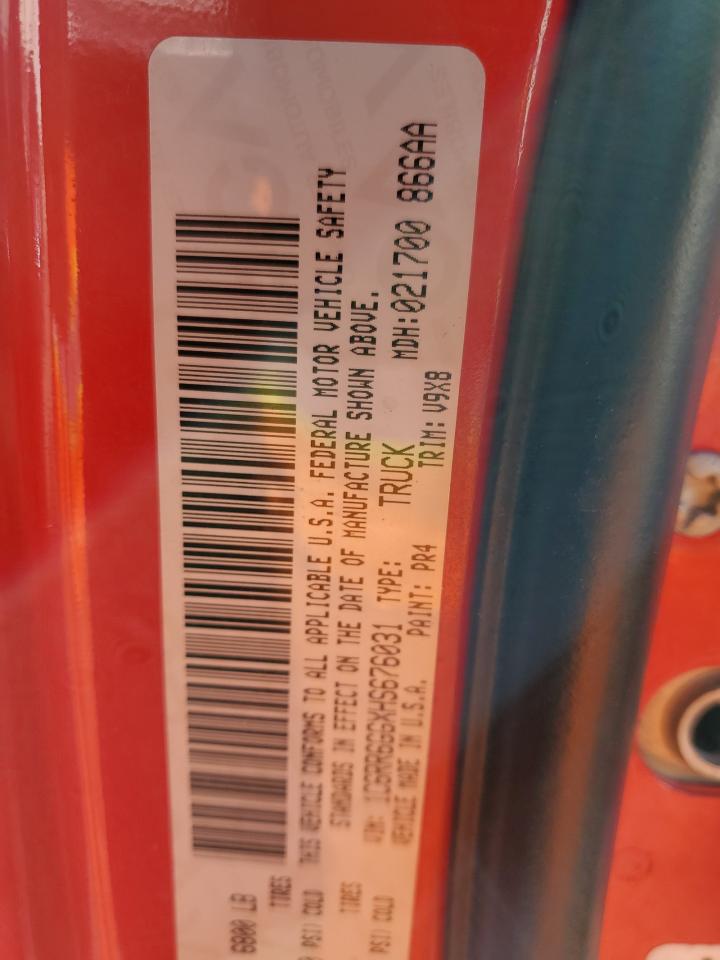 6800 LB
TIRES
PSI) COLD
THIS VEHICLE CONFORMS TO ALL APPLICABLE U.S.A. FEDERAL MOTOR VEHICLE SAFETY
STANDARDS IN EFFECT ON THE DATE OF MANUFACTURE SHOWN ABOVE.
TIRES
VIN: 1C6RR6GGXHS676031 TYPE: TRUCK MDH:021700 866AA
PSI) COLD
VEHICLE MADE IN U.S.A. PAINT: PR4 TRIM: V9X8